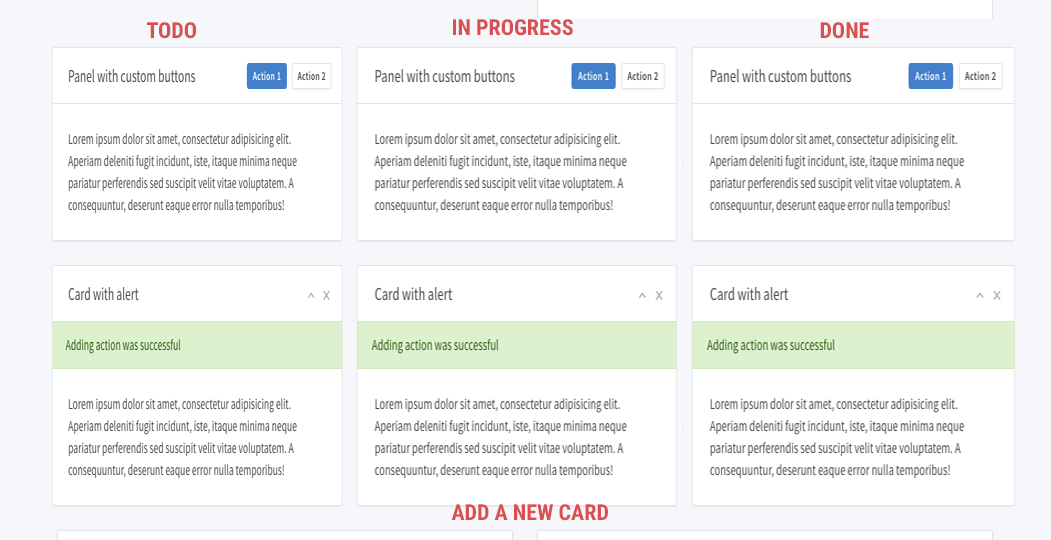 TODO
IN PROGRESS
DONE
Panel with custom buttons Action 1 Action 2
Lorem ipsum dolor sit amet, consectetur adipisicing elit.
Aperiam deleniti fugit incidunt, iste, itaque minima neque
pariatur perferendis sed suscipit velit vitae voluptatem. A
consequuntur, deserunt eaque error nulla temporibus!
Panel with custom buttons Action 1 Action 2
Lorem ipsum dolor sit amet, consectetur adipisicing elit.
Aperiam deleniti fugit incidunt, iste, itaque minima neque
pariatur perferendis sed suscipit velit vitae voluptatem. A
consequuntur, deserunt eaque error nulla temporibus!
Panel with custom buttons Action 1 Action 2
Lorem ipsum dolor sit amet, consectetur adipisicing elit.
Aperiam deleniti fugit incidunt, iste, itaque minima neque
pariatur perferendis sed suscipit velit vitae voluptatem. A
consequuntur, deserunt eaque error nulla temporibus!
Card with alert ^ X
Adding action was successful
Lorem ipsum dolor sit amet, consectetur adipisicing elit.
Aperiam deleniti fugit incidunt, iste, itaque minima neque
pariatur perferendis sed suscipit velit vitae voluptatem. A
consequuntur, deserunt eaque error nulla temporibus!
Card with alert ^ X
Adding action was successful
Lorem ipsum dolor sit amet, consectetur adipisicing elit.
Aperiam deleniti fugit incidunt, iste, itaque minima neque
pariatur perferendis sed suscipit velit vitae voluptatem. A
consequuntur, deserunt eaque error nulla temporibus!
Card with alert ^ X
Adding action was successful
Lorem ipsum dolor sit amet, consectetur adipisicing elit.
Aperiam deleniti fugit incidunt, iste, itaque minima neque
pariatur perferendis sed suscipit velit vitae voluptatem. A
consequuntur, deserunt eaque error nulla temporibus!
ADD A NEW CARD